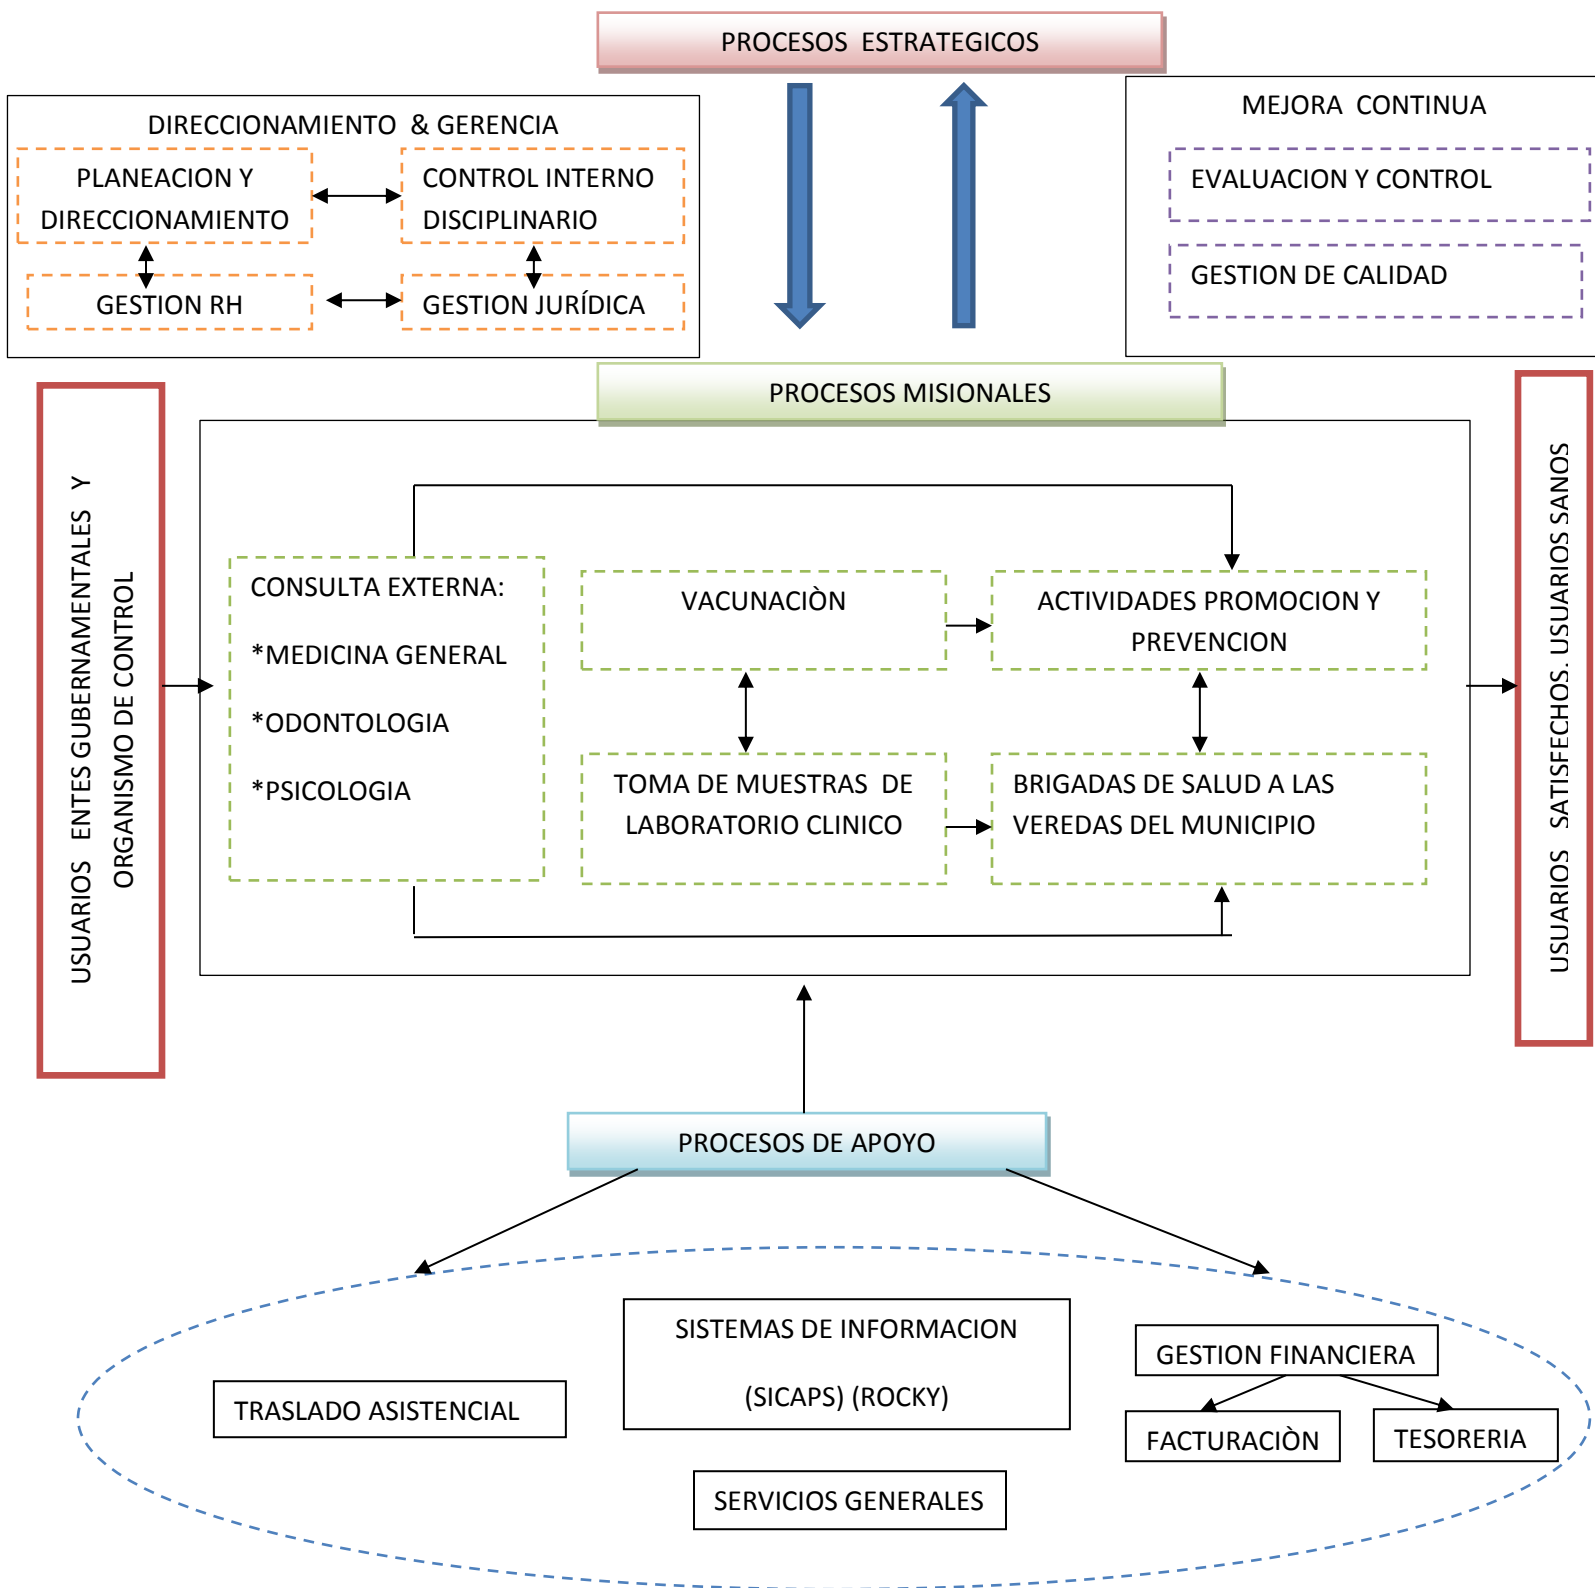 PROCESOS ESTRATEGICOS
DIRECCIONAMIENTO & GERENCIA
PLANEACION Y
DIRECCIONAMIENTO
CONTROL INTERNO
DISCIPLINARIO
GESTION RH
GESTION JURÍDICA
MEJORA CONTINUA
EVALUACION Y CONTROL
GESTION DE CALIDAD
PROCESOS MISIONALES
USUARIOS ENTES GUBERNAMENTALES Y
ORGANISMO DE CONTROL
CONSULTA EXTERNA:
*MEDICINA GENERAL
*ODONTOLOGIA
*PSICOLOGIA
VACUNACIÒN
ACTIVIDADES PROMOCION Y
PREVENCION
TOMA DE MUESTRAS DE
LABORATORIO CLINICO
BRIGADAS DE SALUD A LAS
VEREDAS DEL MUNICIPIO
USUARIOS SATISFECHOS. USUARIOS SANOS
PROCESOS DE APOYO
TRASLADO ASISTENCIAL
SISTEMAS DE INFORMACION
(SICAPS) (ROCKY)
SERVICIOS GENERALES
GESTION FINANCIERA
FACTURACIÒN
TESORERIA